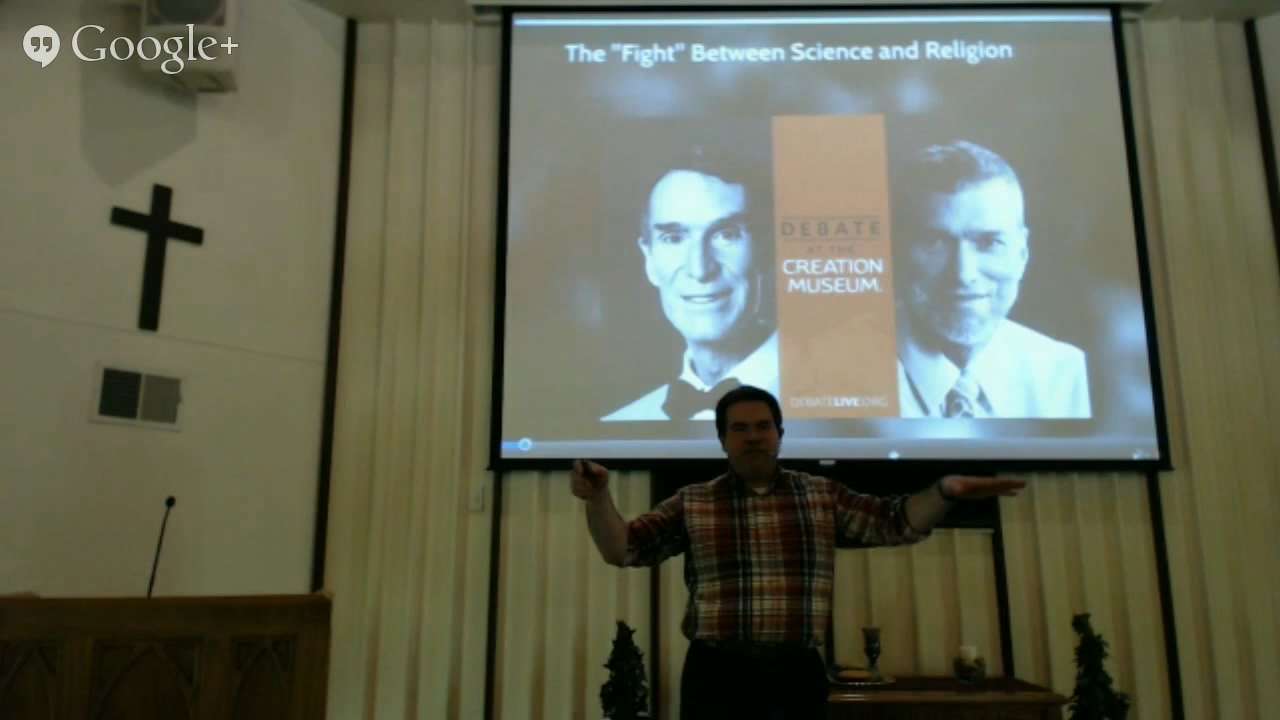 Google+
The "Fight" Between Science and Religion
DEBATE
AT THE
CREATION
MUSEUM.
DEBATELIVE.ORG